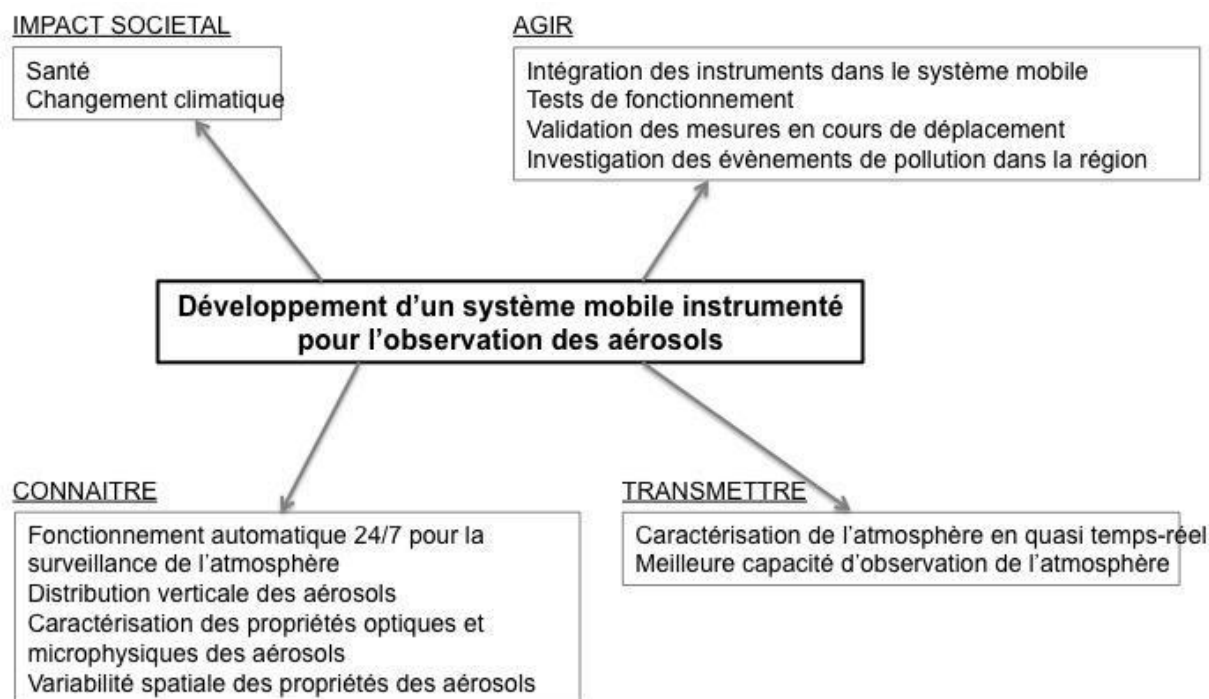 IMPACT SOCIETAL
Santé
Changement climatique
AGIR
Intégration des instruments dans le système mobile
Tests de fonctionnement
Validation des mesures en cours de déplacement
Investigation des évènements de pollution dans la région
Développement d’un système mobile instrumenté
pour l’observation des aérosols
CONNAITRE
Fonctionnement automatique 24/7 pour la
surveillance de l’atmosphère
Distribution verticale des aérosols
Caractérisation des propriétés optiques et
microphysiques des aérosols
Variabilité spatiale des propriétés des aérosols
TRANSMETTRE
Caractérisation de l’atmosphère en quasi temps-réel
Meilleure capacité d’observation de l’atmosphère